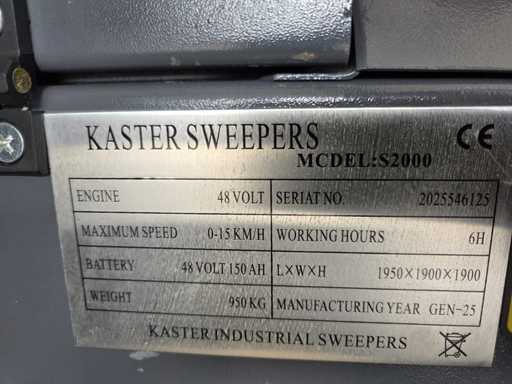 KASTER SWEEPERS CE
MCDEL:S2000
ENGINE 48 VOLT SERIAT NO. 2025546125
MAXIMUM SPEED 0-15 KM/H WORKING HOURS 6H
BATTERY 48 VOLT 150 AH L×W×H 1950×1900×1900
WEIGHT 950 KG MANUFACTURING YEAR GEN-25
KASTER INDUSTRIAL SWEEPERS